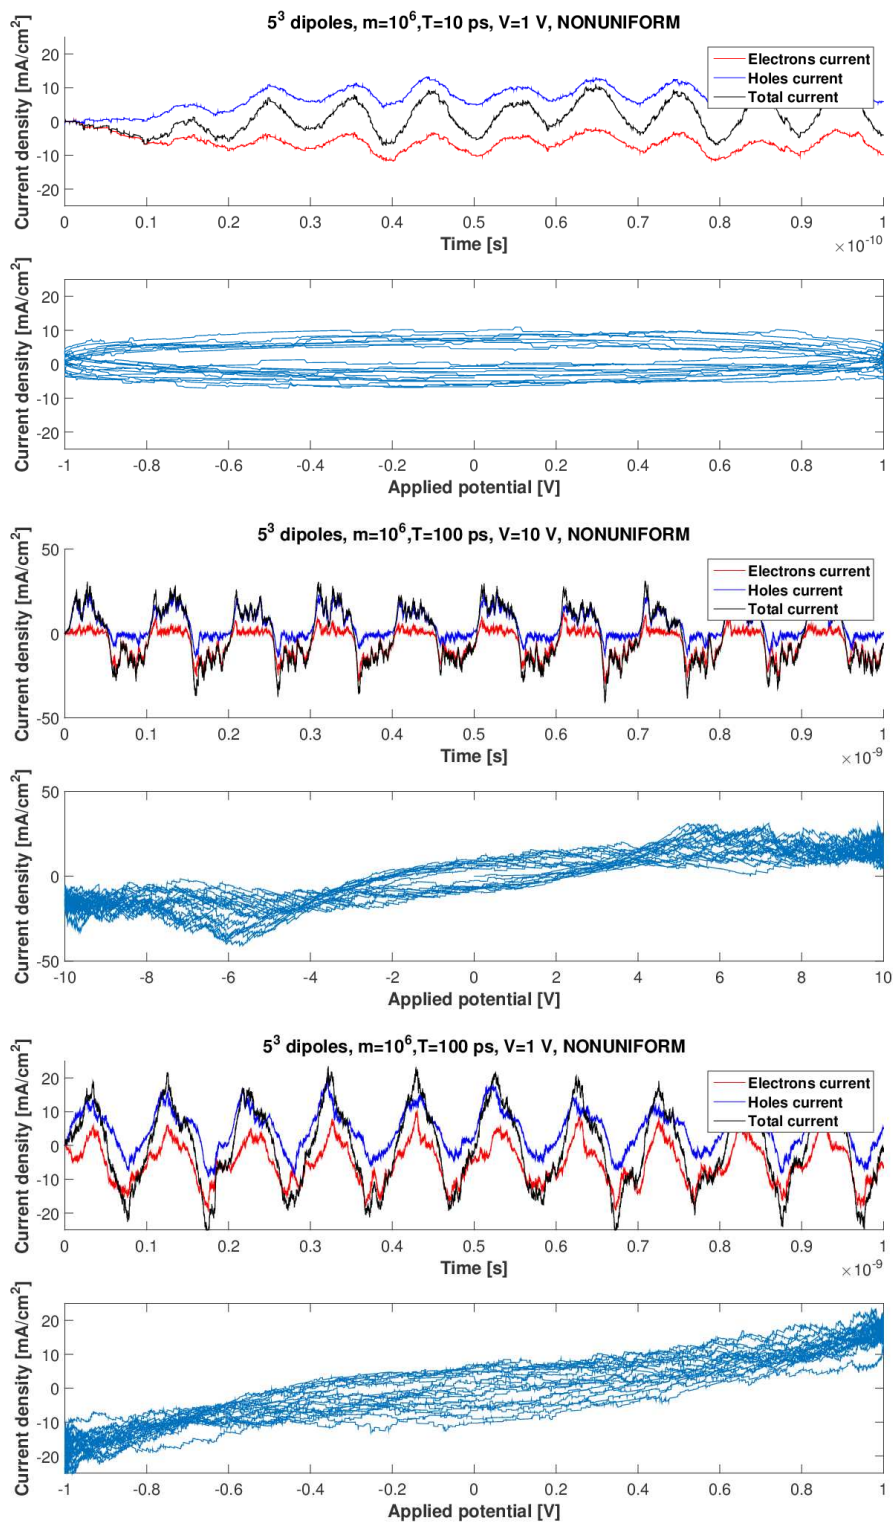 5³ dipoles, m=10⁶,T=10 ps, V=1 V, NONUNIFORM
Current density [mA/cm²]
20
10
0
-10
-20
Electrons current
Holes current
Total current
0 0.1 0.2 0.3 0.4 0.5 0.6 0.7 0.8 0.9 1
Time [s]
×10⁻¹⁰
Current density [mA/cm²]
20
10
0
-10
-20
-1 -0.8 -0.6 -0.4 -0.2 0 0.2 0.4 0.6 0.8 1
Applied potential [V]
5³ dipoles, m=10⁶,T=100 ps, V=10 V, NONUNIFORM
Current density [mA/cm²]
50
0
-50
Electrons current
Holes current
Total current
0 0.1 0.2 0.3 0.4 0.5 0.6 0.7 0.8 0.9 1
Time [s]
×10⁻⁹
Current density [mA/cm²]
50
0
-50
-10 -8 -6 -4 -2 0 2 4 6 8 10
Applied potential [V]
5³ dipoles, m=10⁶,T=100 ps, V=1 V, NONUNIFORM
Current density [mA/cm²]
20
10
0
-10
-20
Electrons current
Holes current
Total current
0 0.1 0.2 0.3 0.4 0.5 0.6 0.7 0.8 0.9 1
Time [s]
×10⁻⁹
Current density [mA/cm²]
20
10
0
-10
-20
-1 -0.8 -0.6 -0.4 -0.2 0 0.2 0.4 0.6 0.8 1
Applied potential [V]